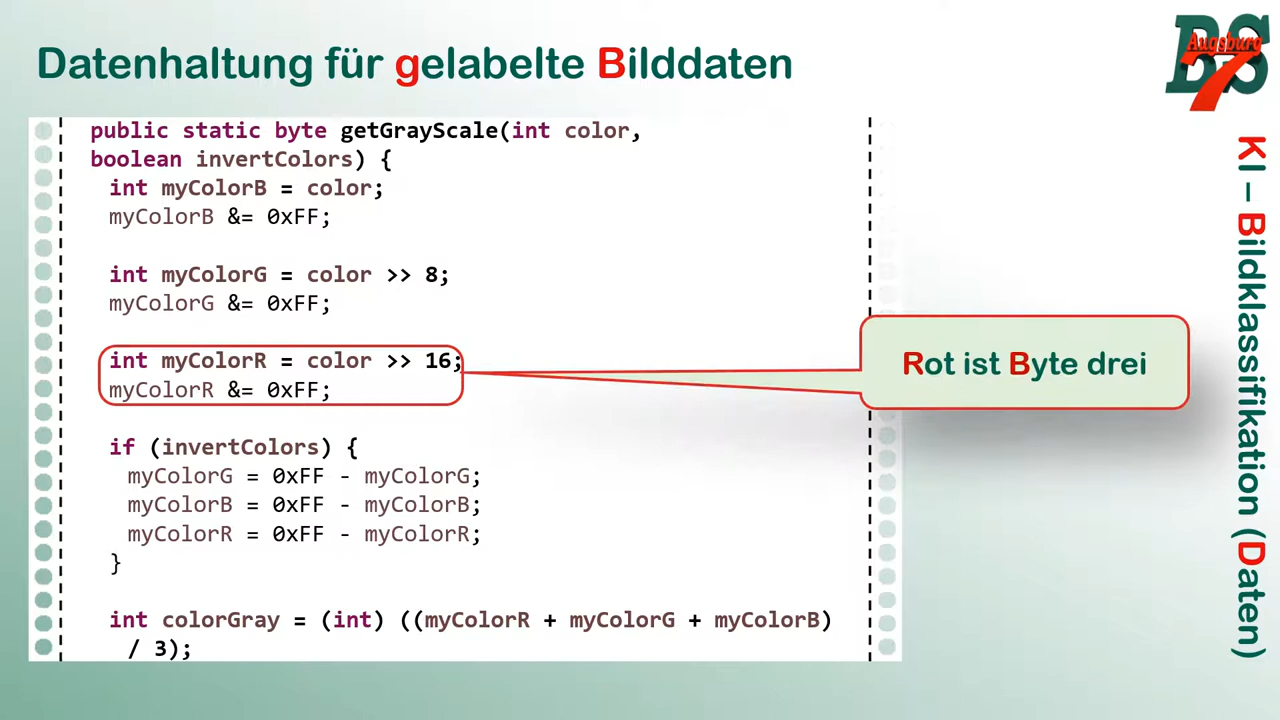 Datenhaltung für gelabelte Bilddaten
BS
Augsburg
7
KI – Bildklassifikation (Daten)
public static byte getGrayScale(int color,
boolean invertColors) {
int myColorB = color;
myColorB &= 0xFF;
int myColorG = color >> 8;
myColorG &= 0xFF;
int myColorR = color >> 16;
myColorR &= 0xFF;
Rot ist Byte drei
if (invertColors) {
myColorG = 0xFF - myColorG;
myColorB = 0xFF - myColorB;
myColorR = 0xFF - myColorR;
}
int colorGray = (int) ((myColorR + myColorG + myColorB)
/ 3);